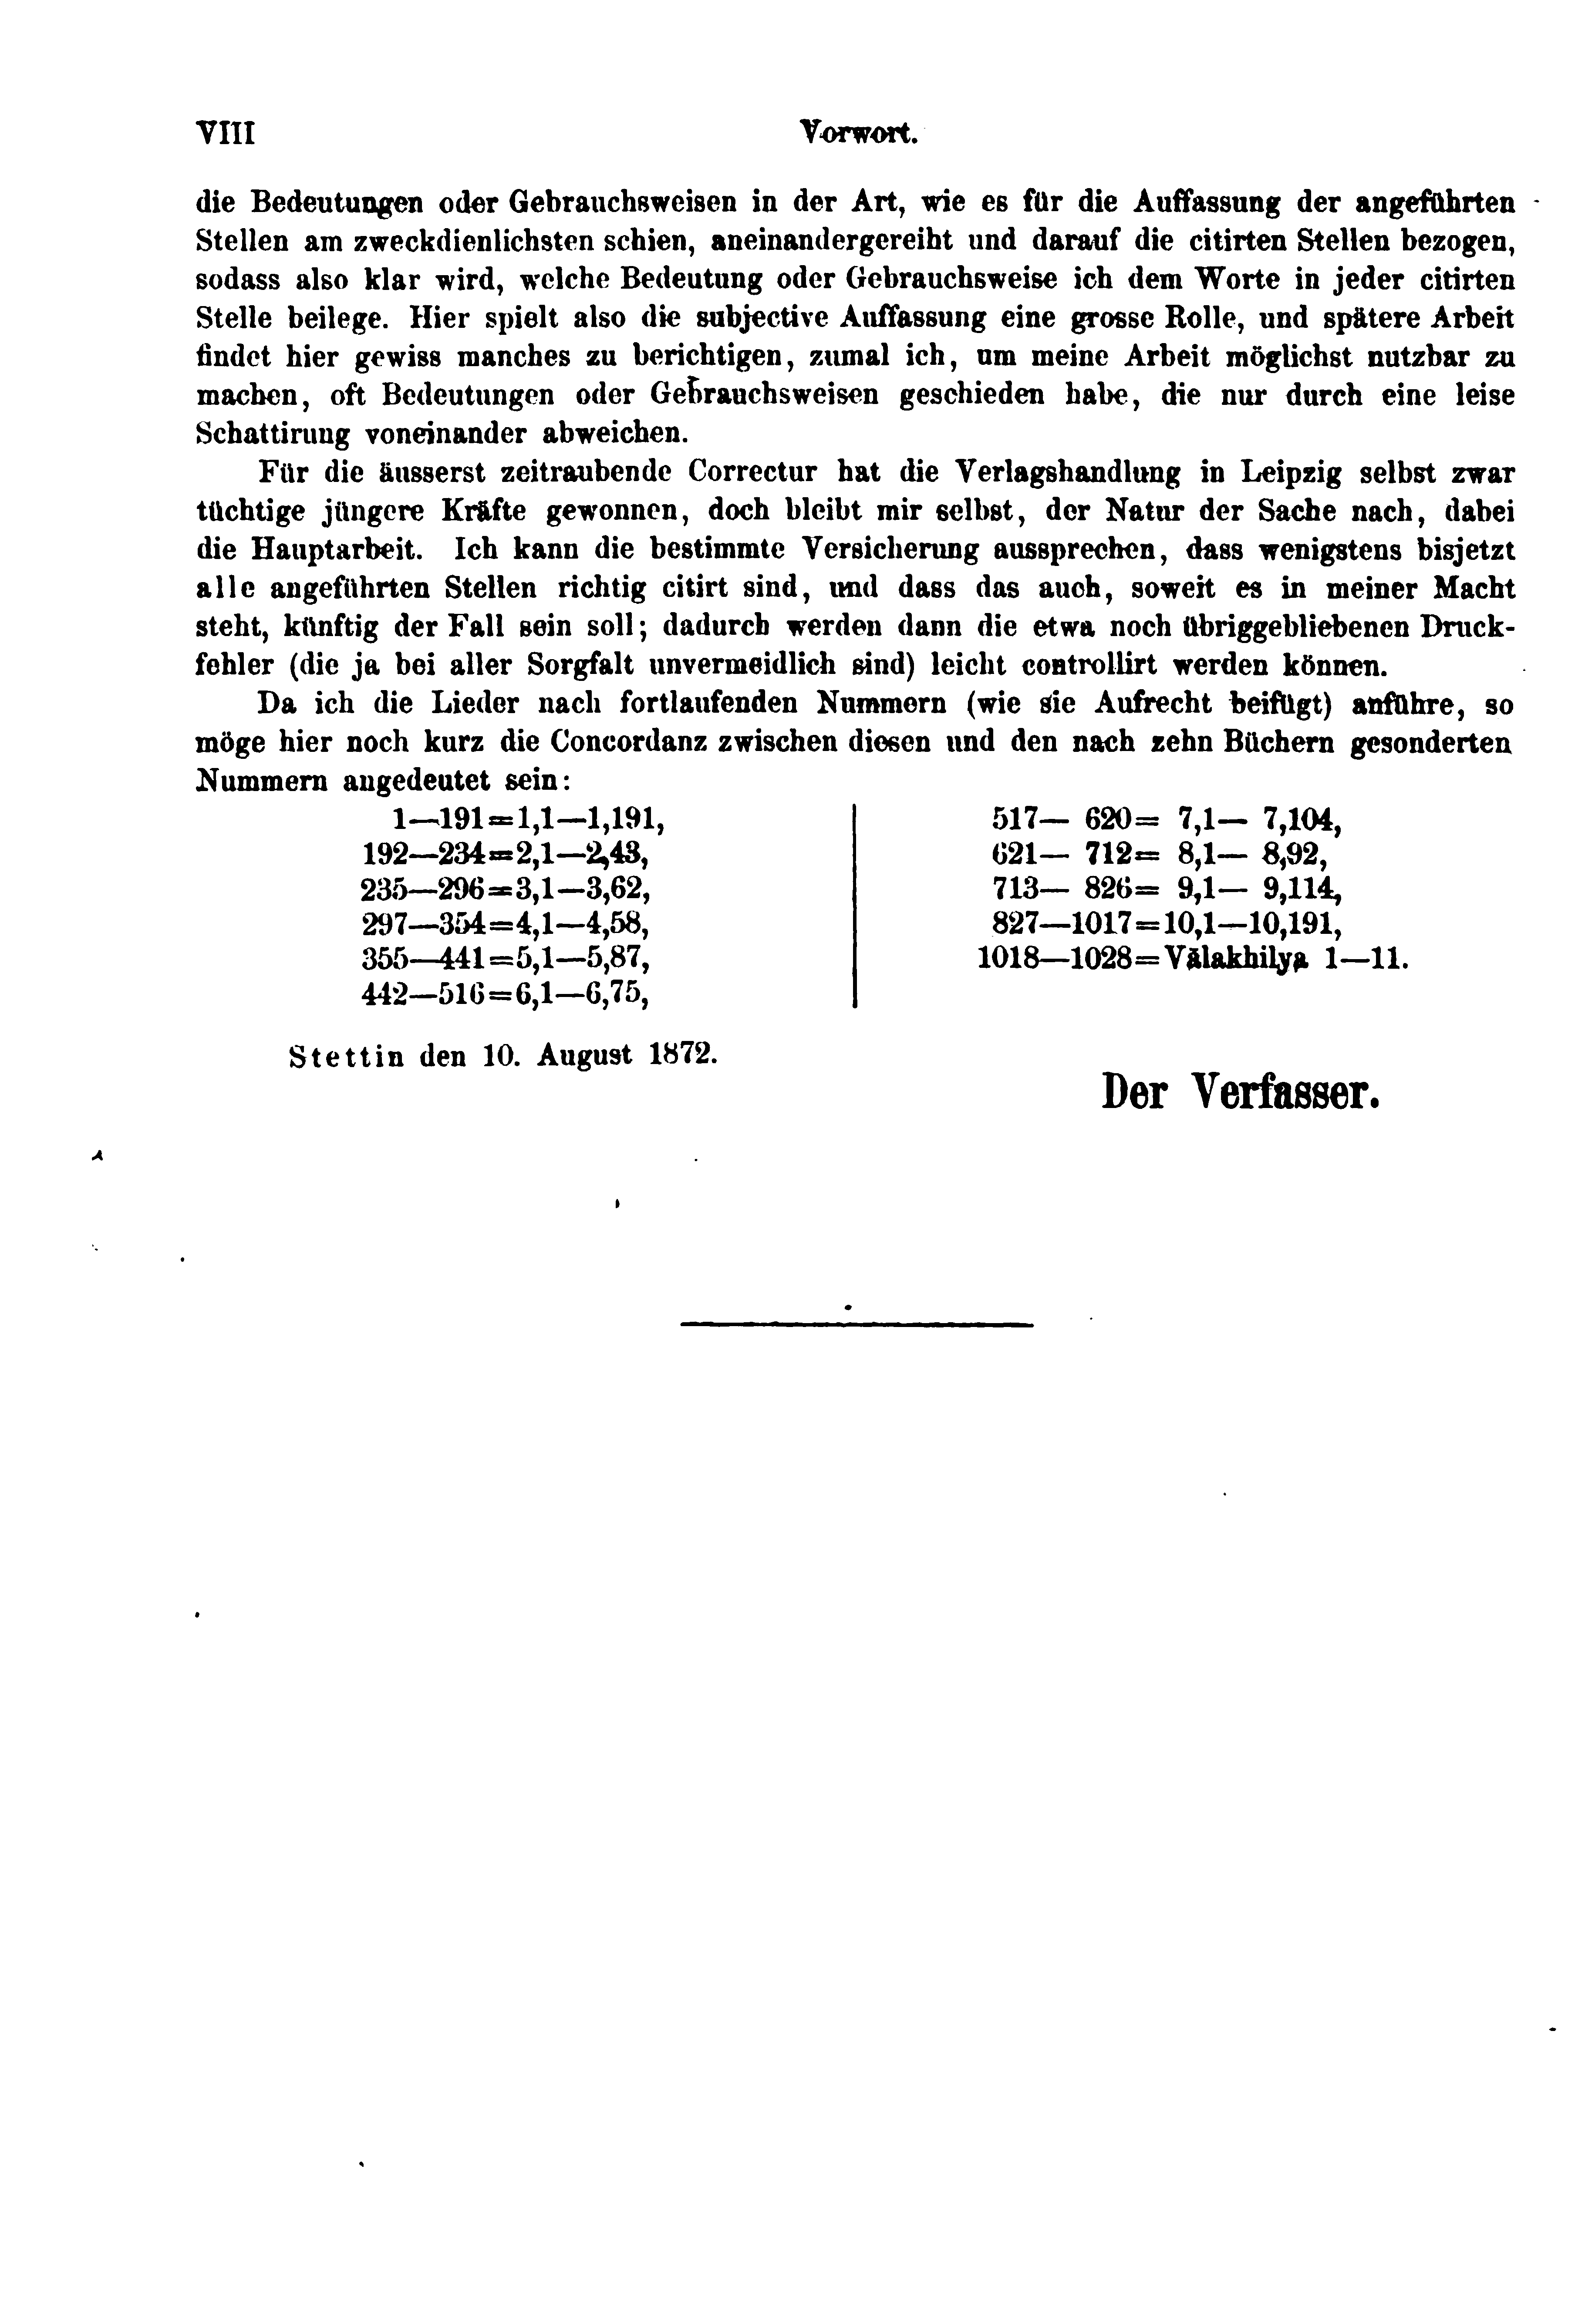 VIII
Vorwort.
die Bedeutungen oder Gebrauchsweisen in der Art, wie es für die Auffassung der angeführten
Stellen am zweckdienlichsten schien, aneinandergereiht und darauf die citirten Stellen bezogen,
sodass also klar wird, welche Bedeutung oder Gebrauchsweise ich dem Worte in jeder citirten
Stelle beilege. Hier spielt also die subjective Auffassung eine grosse Rolle, und spätere Arbeit
findet hier gewiss manches zu berichtigen, zumal ich, um meine Arbeit möglichst nutzbar zu
machen, oft Bedeutungen oder Gebrauchsweisen geschieden habe, die nur durch eine leise
Schattirung voneinander abweichen.
Für die äusserst zeitraubende Correctur hat die Verlagshandlung in Leipzig selbst zwar
tüchtige jüngere Kräfte gewonnen, doch bleibt mir selbst, der Natur der Sache nach, dabei
die Hauptarbeit. Ich kann die bestimmte Versicherung aussprechen, dass wenigstens bisjetzt
alle angeführten Stellen richtig citirt sind, und dass das auch, soweit es in meiner Macht
steht, künftig der Fall sein soll; dadurch werden dann die etwa noch übriggebliebenen Druck-
fehler (die ja bei aller Sorgfalt unvermeidlich sind) leicht controllirt werden können.
Da ich die Lieder nach fortlaufenden Nummern (wie sie Aufrecht beifügt) anführe, so
möge hier noch kurz die Concordanz zwischen diesen und den nach zehn Büchern gesonderten
Nummern angedeutet sein:
1—191=1,1—1,191,
192—234=2,1—2,43,
235—296=3,1—3,62,
297—354=4,1—4,58,
355—441=5,1—5,87,
442—516=6,1—6,75,
517— 620= 7,1— 7,104,
621— 712= 8,1— 8,92,
713— 826= 9,1— 9,114,
827—1017=10,1—10,191,
1018—1028=Vālakhilya 1—11.
Stettin den 10. August 1872.
Der Verfasser.